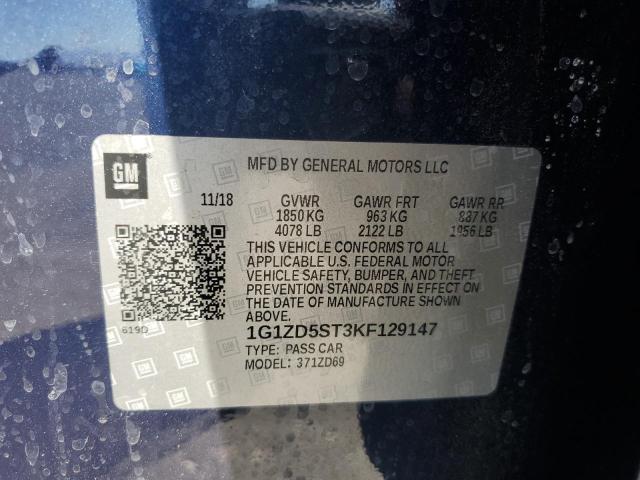 GM
MFD BY GENERAL MOTORS LLC
11/18 GVWR GAWR FRT GAWR RR
1850 KG 963 KG 887 KG
4078 LB 2122 LB 1956 LB
THIS VEHICLE CONFORMS TO ALL
APPLICABLE U.S. FEDERAL MOTOR
VEHICLE SAFETY, BUMPER, AND THEFT
PREVENTION STANDARDS IN EFFECT ON
THE DATE OF MANUFACTURE SHOWN
ABOVE.
619D
1G1ZD5ST3KF129147
TYPE: PASS CAR
MODEL: 371ZD69